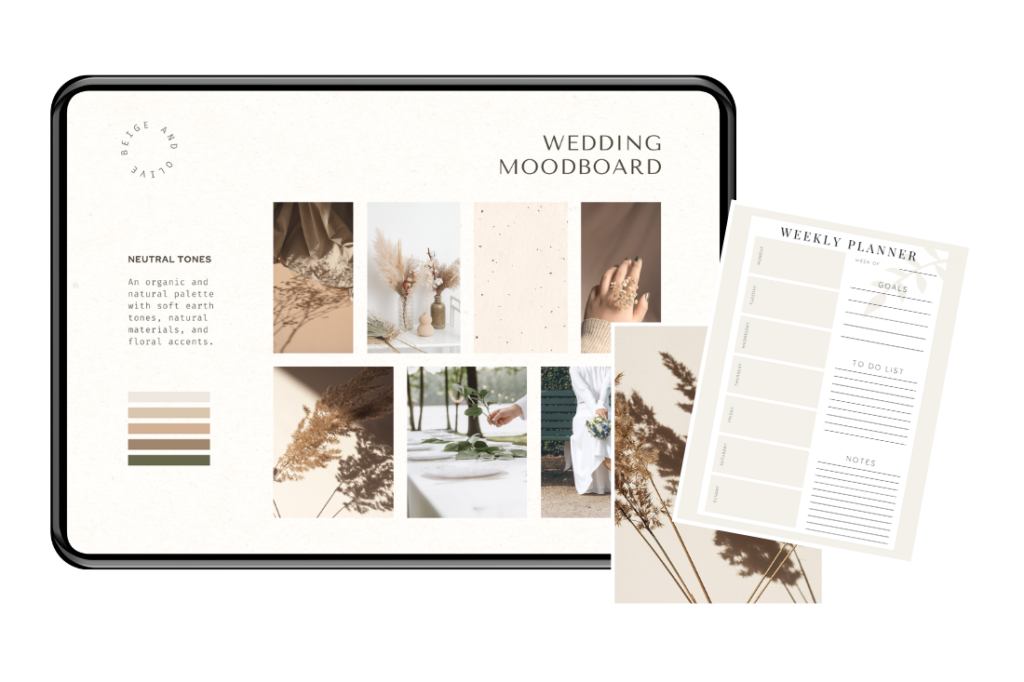 BEIGE AND OLIVE
WEDDING
MOODBOARD
NEUTRAL TONES
An organic and
natural palette
with soft earth
tones, natural
materials, and
floral accents.
WEEKLY PLANNER
WEEK OF
GOALS
MONDAY
TUESDAY
WEDNESDAY
THURSDAY
FRIDAY
SATURDAY
SUNDAY
TO DO LIST
NOTES